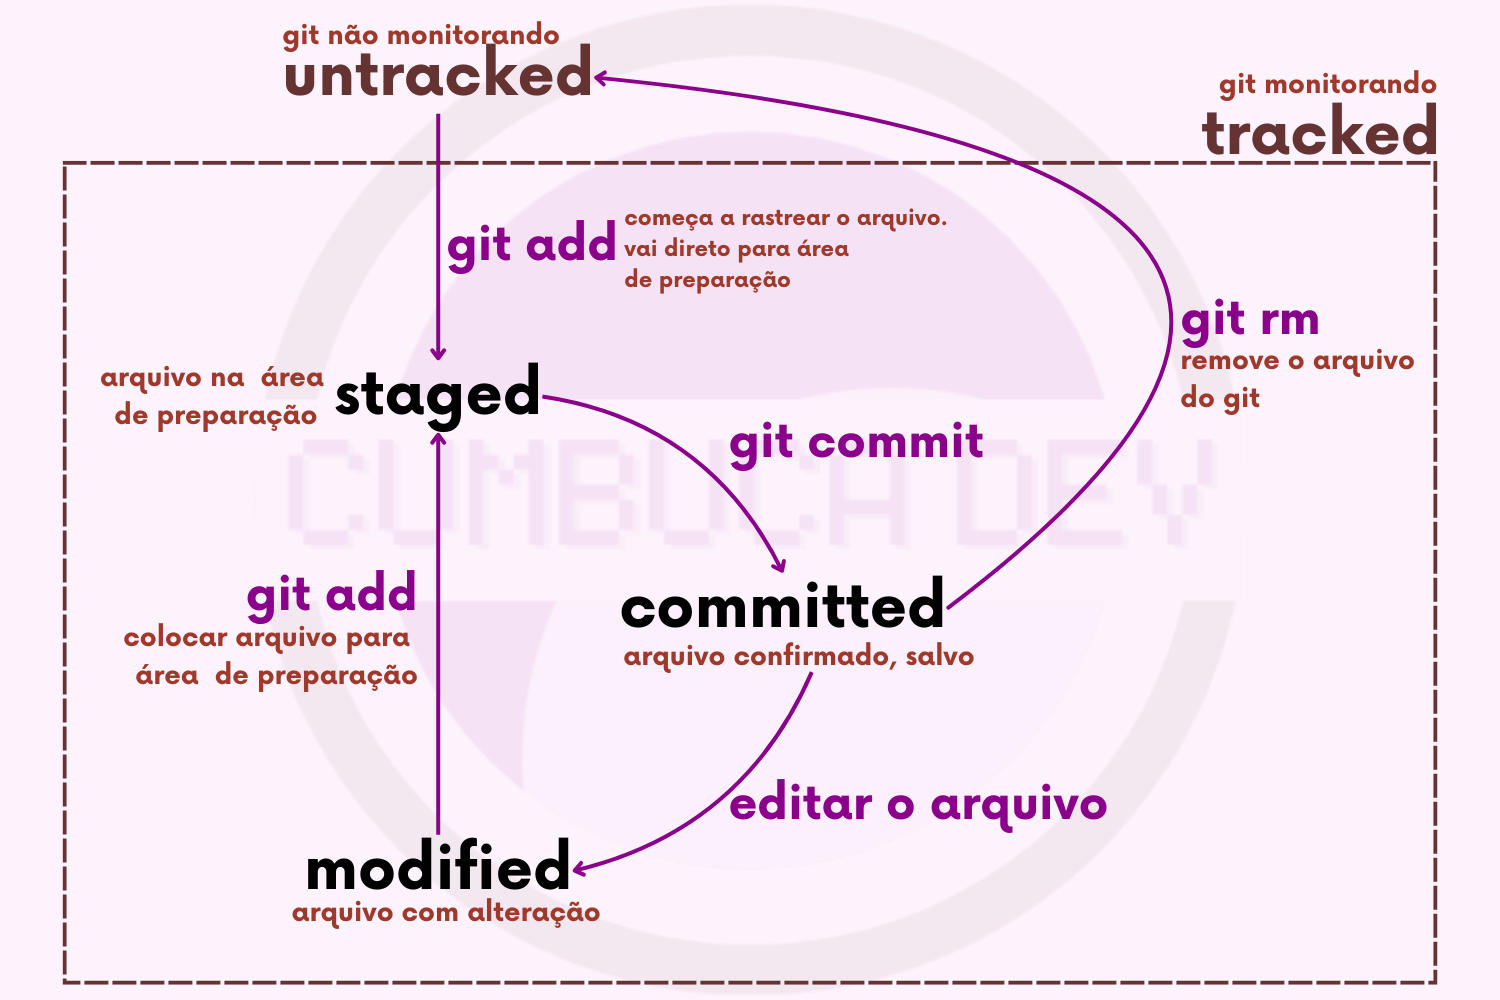 git não monitorando
untracked
git monitorando
tracked
git add
começa a rastrear o arquivo.
vai direto para área
de preparação
git rm
remove o arquivo
do git
arquivo na área
de preparação
staged
git commit
CUMBUCA DEV
git add
colocar arquivo para
área de preparação
committed
arquivo confirmado, salvo
editar o arquivo
modified
arquivo com alteração